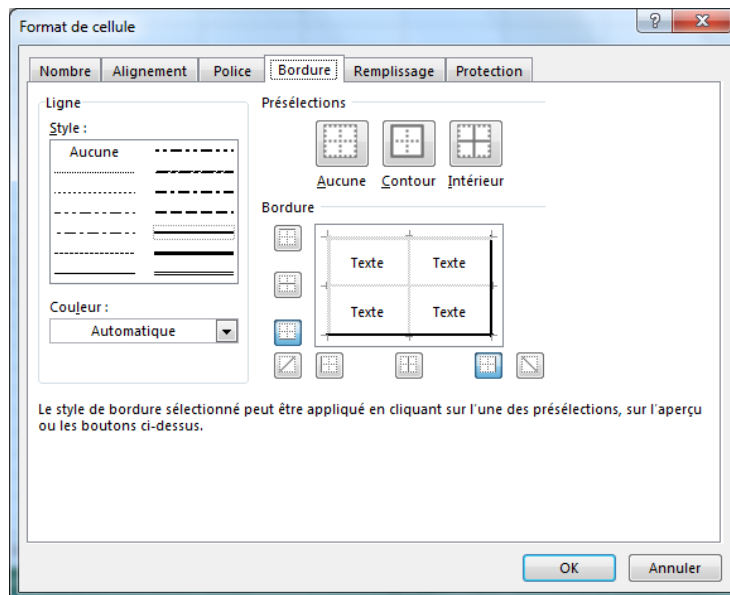 Format de cellule
Nombre Alignement Police Bordure Remplissage Protection
Ligne
Style :
Aucune
Couleur :
Automatique
Présélections
Aucune Contour Intérieur
Bordure
Texte Texte
Texte Texte
Le style de bordure sélectionné peut être appliqué en cliquant sur l'une des présélections, sur l'aperçu
ou les boutons ci-dessus.
OK Annuler